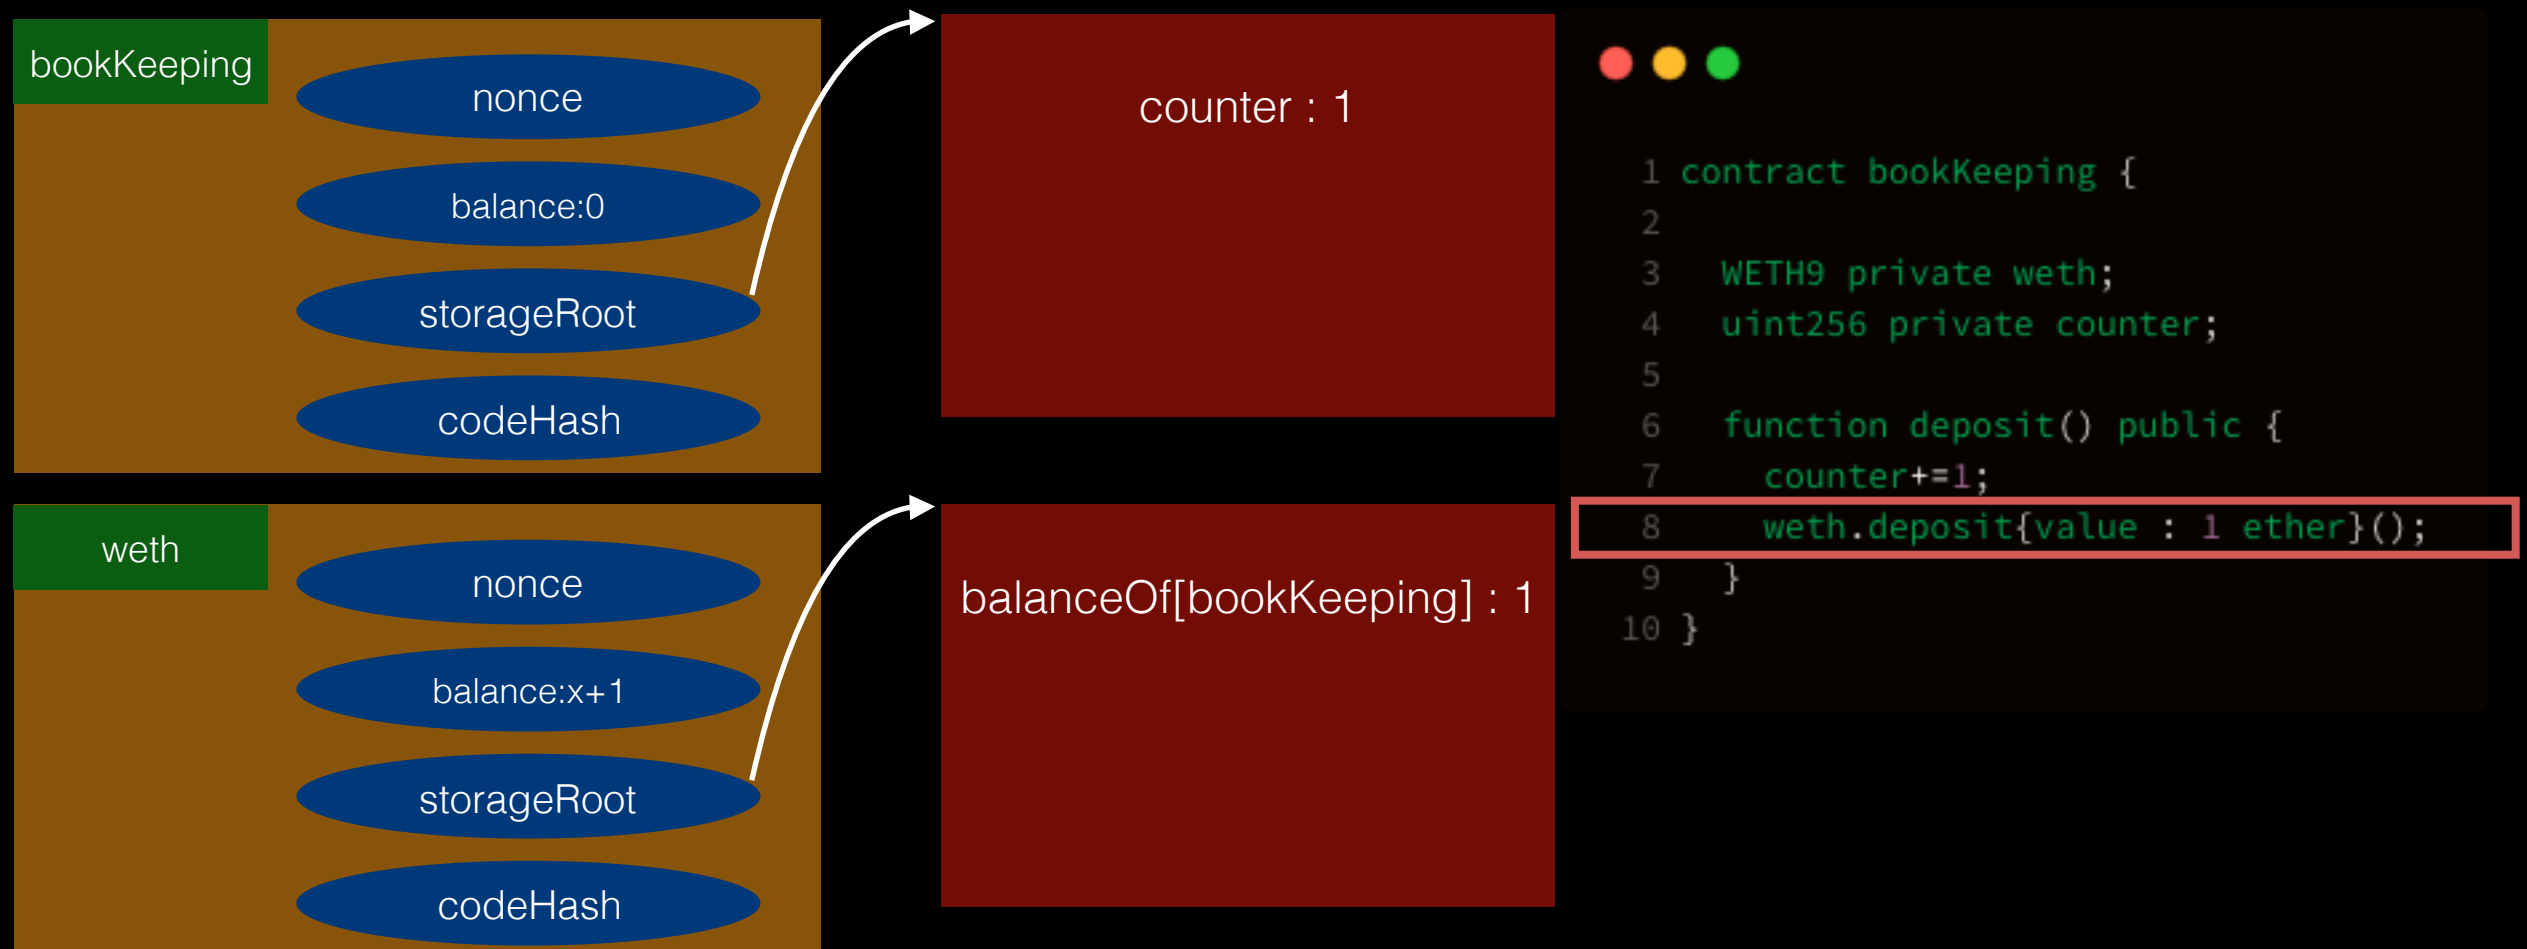 bookKeeping
nonce
balance:0
storageRoot
codeHash
counter : 1
weth
nonce
balance:x+1
storageRoot
codeHash
balanceOf[bookKeeping] : 1
1 contract bookKeeping {
2
3 WETH9 private weth;
4 uint256 private counter;
5
6 function deposit() public {
7 counter+=1;
8 weth.deposit{value : 1 ether}();
9 }
10 }